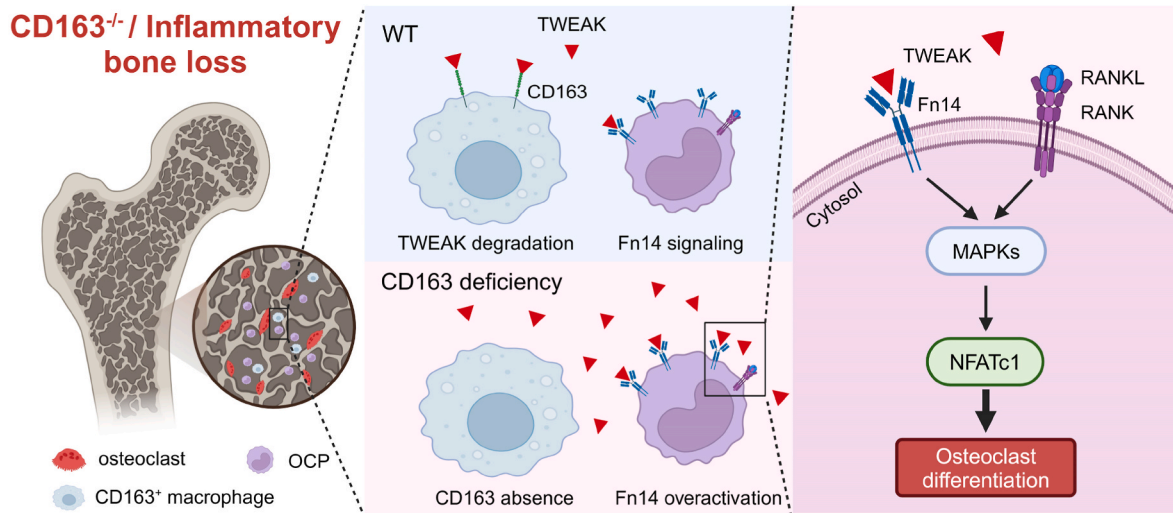 CD163-/- / Inflammatory
bone loss
osteoclast
OCP
CD163+ macrophage
WT
TWEAK
CD163
TWEAK degradation
Fn14 signaling
CD163 deficiency
CD163 absence
Fn14 overactivation
TWEAK
Fn14
RANKL
RANK
Cytosol
MAPKs
NFATc1
Osteoclast
differentiation